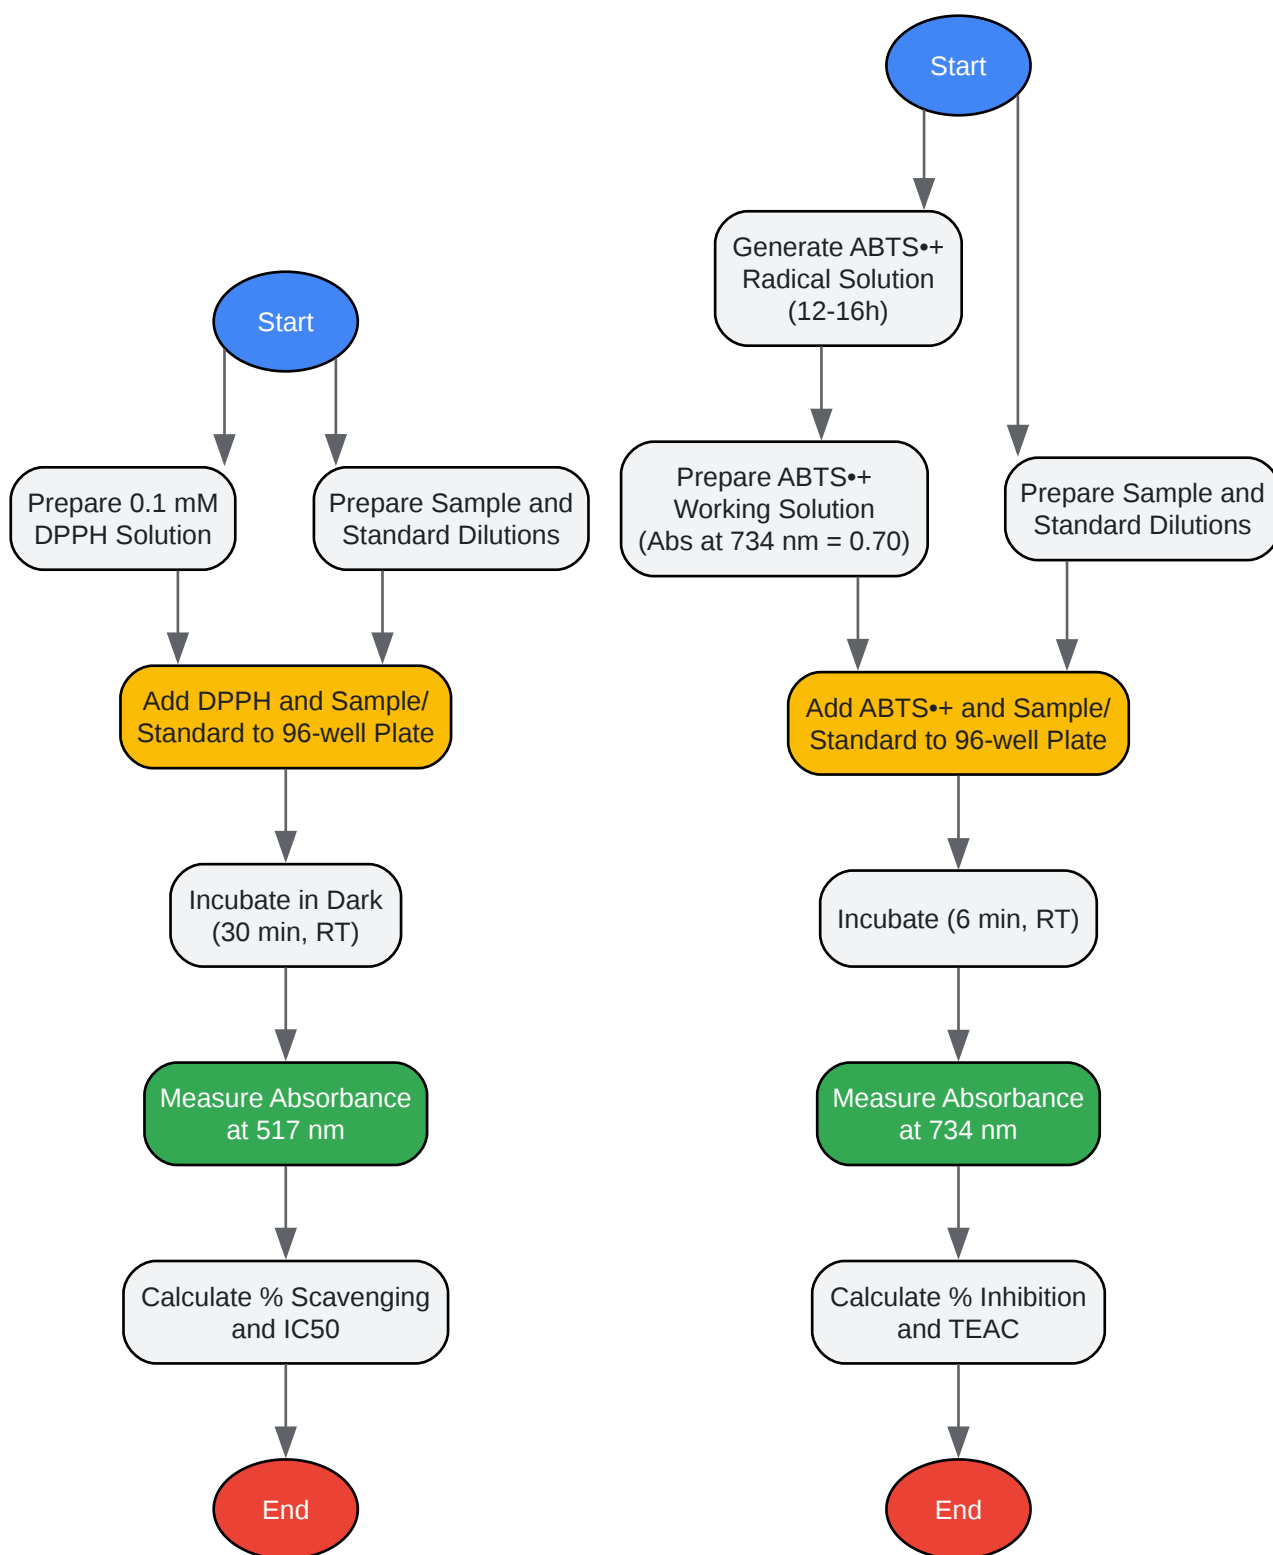 Start
Prepare 0.1 mM
DPPH Solution
Prepare Sample and
Standard Dilutions
Add DPPH and Sample/
Standard to 96-well Plate
Incubate in Dark
(30 min, RT)
Measure Absorbance
at 517 nm
Calculate % Scavenging
and IC50
End
Start
Generate ABTS•+
Radical Solution
(12-16h)
Prepare ABTS•+
Working Solution
(Abs at 734 nm = 0.70)
Prepare Sample and
Standard Dilutions
Add ABTS•+ and Sample/
Standard to 96-well Plate
Incubate (6 min, RT)
Measure Absorbance
at 734 nm
Calculate % Inhibition
and TEAC
End